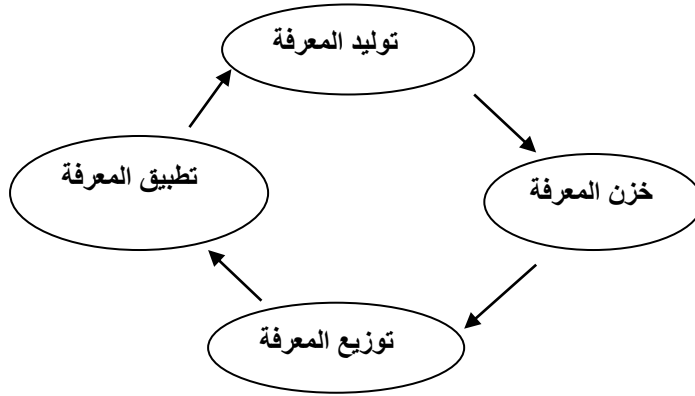 توليد المعرفة
خزن المعرفة
توزيع المعرفة
تطبيق المعرفة